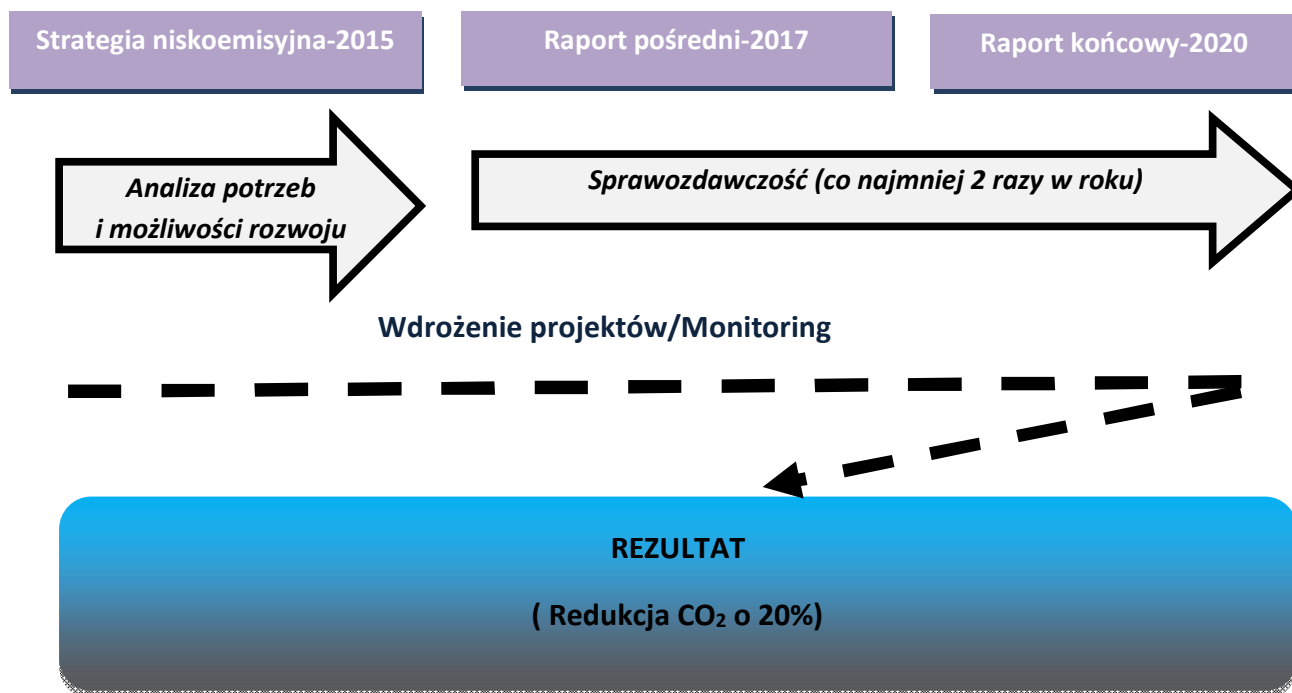 Strategia niskoemisyjna-2015
Raport pośredni-2017
Raport końcowy-2020
Analiza potrzeb
i możliwości rozwoju
Sprawozdawczość (co najmniej 2 razy w roku)
Wdrożenie projektów/Monitoring
REZULTAT
( Redukcja CO₂ o 20%)